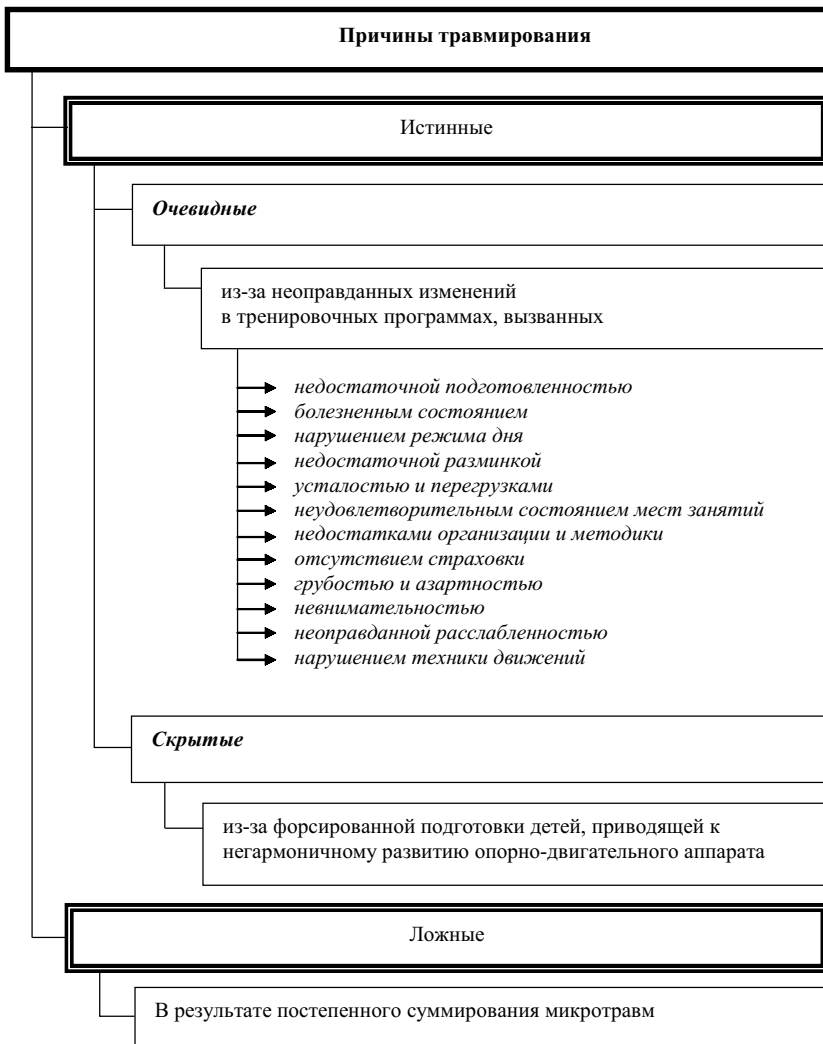 Причины травмирования
Истинные
Очевидные
из-за неоправданных изменений
в тренировочных программах, вызванных
недостаточной подготовленностью
болезненным состоянием
нарушением режима дня
недостаточной разминкой
усталостью и перегрузками
неудовлетворительным состоянием мест занятий
недостатками организации и методики
отсутствием страховки
грубостью и азартностью
невнимательностью
неоправданной расслабленностью
нарушением техники движений
Скрытые
из-за форсированной подготовки детей, приводящей к
негармоничному развитию опорно-двигательного аппарата
Ложные
В результате постепенного суммирования микротравм